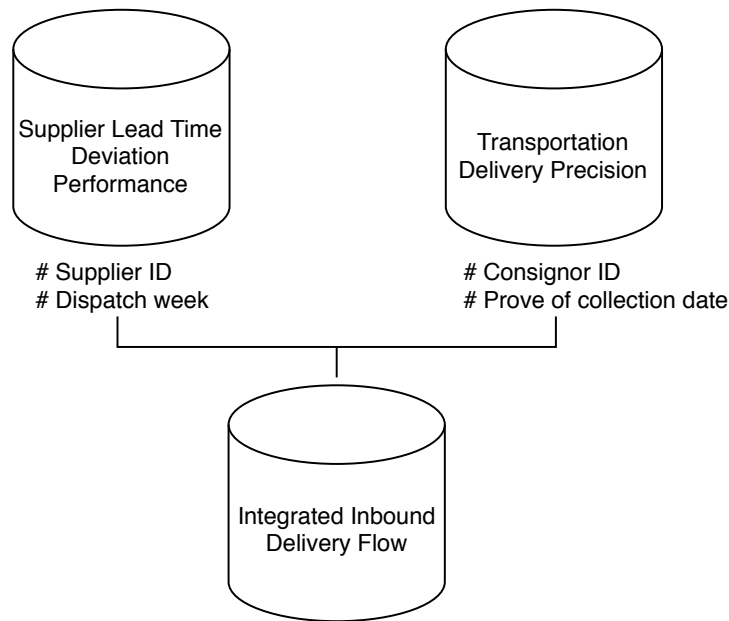 Supplier Lead Time
Deviation
Performance
Transportation
Delivery Precision
# Supplier ID
# Dispatch week
# Consignor ID
# Prove of collection date
Integrated Inbound
Delivery Flow